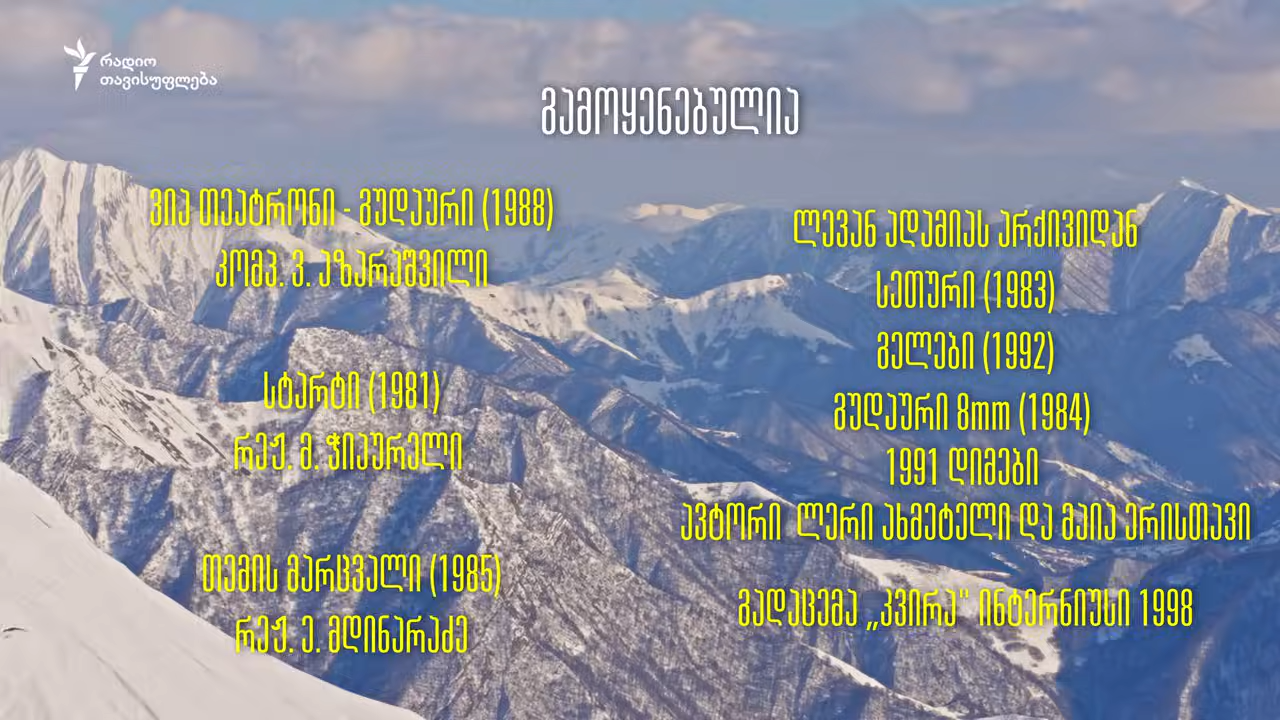 რადიო
თავისუფლება
გამოყენებულია
ვია თეატრონი - გუდაური (1988)
კომპ. ვ. აზარაშვილი
სტარტი (1981)
რეჟ. მ. ჭიაურელი
თემის მარცვალი (1985)
რეჟ. ე. მდინარაძე
ლევან ადამიას არქივიდან
სეთური (1983)
გელები (1992)
გუდაური 8mm (1984)
1991 დიმები
ავტორი ლერი ახმეტელი და მაია ერისთავი
გადაცემა „კვირა" ინტერნიუსი 1998